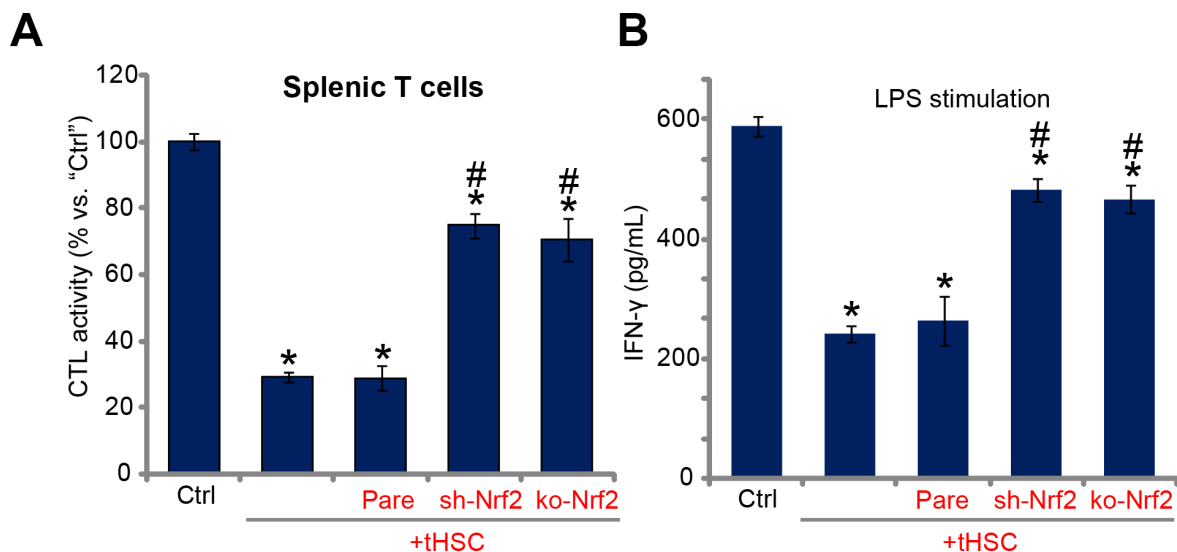 A
Splenic T cells
CTL activity (% vs. “Ctrl”)
120
100
80
60
40
20
0
*
*
#
*
#
*
Ctrl
Pare
sh-Nrf2
ko-Nrf2
+tHSC
B
LPS stimulation
IFN-γ (pg/mL)
600
400
200
0
*
*
#
*
#
*
Ctrl
Pare
sh-Nrf2
ko-Nrf2
+tHSC